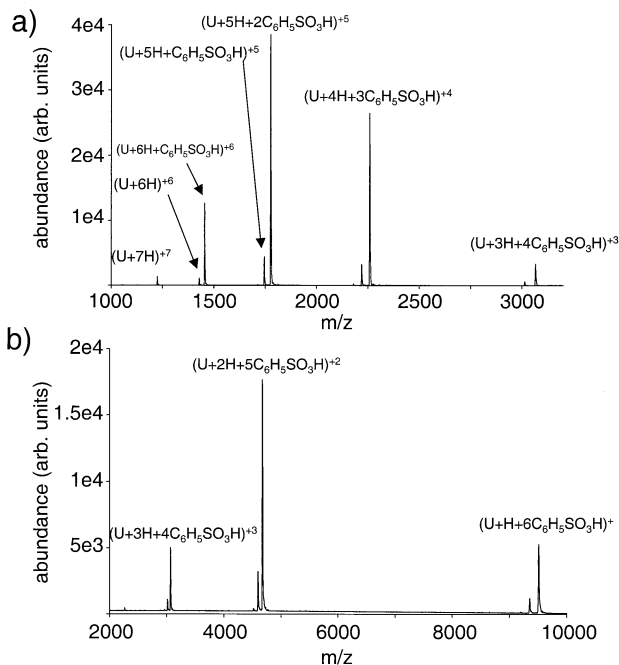 a)
4e4
3e4
2e4
1e4
abundance (arb. units)
(U+5H+2C₆H₅SO₃H)⁺⁵
(U+5H+C₆H₅SO₃H)⁺⁵
(U+4H+3C₆H₅SO₃H)⁺⁴
(U+6H+C₆H₅SO₃H)⁺⁶
(U+6H)⁺⁶
(U+7H)⁺⁷
(U+3H+4C₆H₅SO₃H)⁺³
1000 1500 2000 2500 3000
m/z
b)
2e4
1.5e4
1e4
5e3
abundance (arb. units)
(U+2H+5C₆H₅SO₃H)⁺²
(U+3H+4C₆H₅SO₃H)⁺³
(U+H+6C₆H₅SO₃H)⁺
2000 4000 6000 8000 10000
m/z